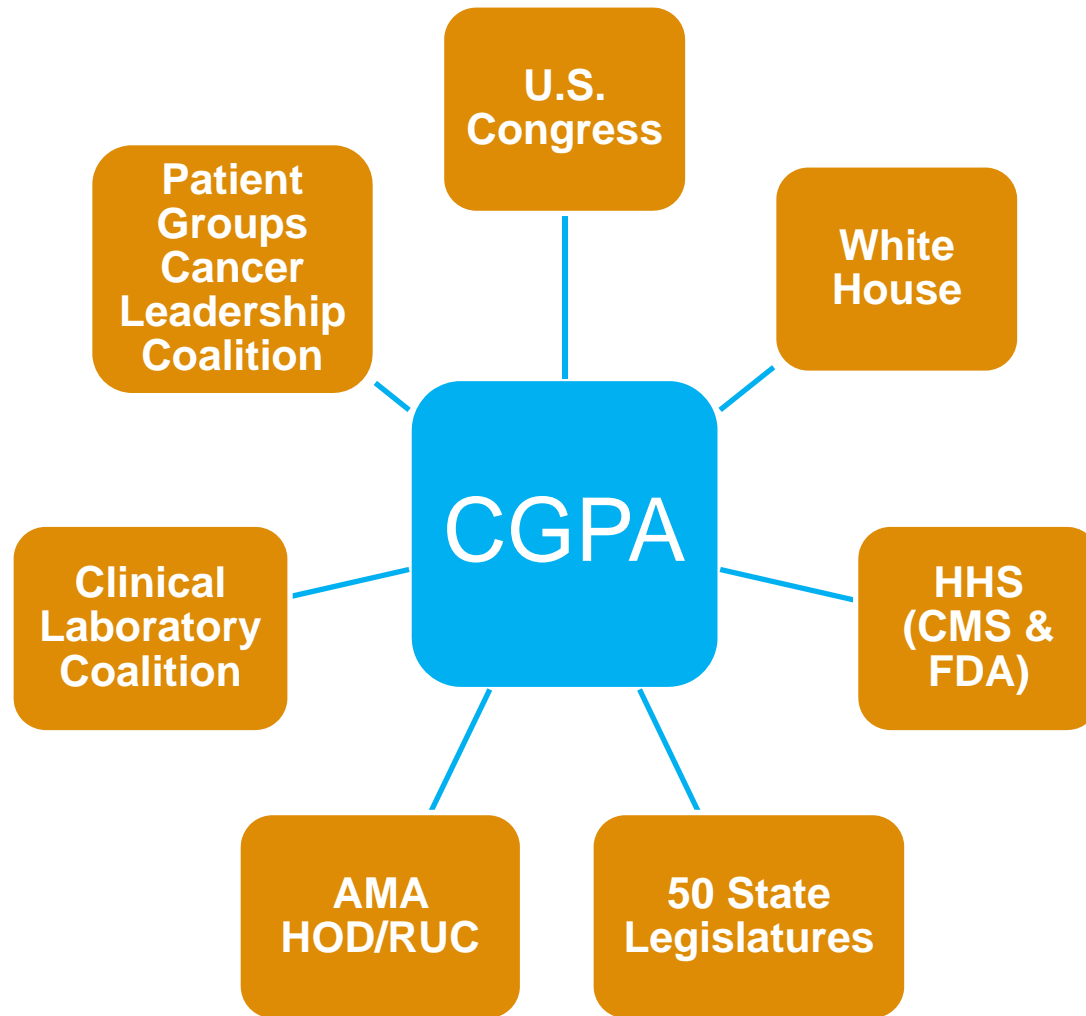 U.S.
Congress
White
House
HHS
(CMS &
FDA)
50 State
Legislatures
AMA
HOD/RUC
Clinical
Laboratory
Coalition
Patient
Groups
Cancer
Leadership
Coalition
CGPA